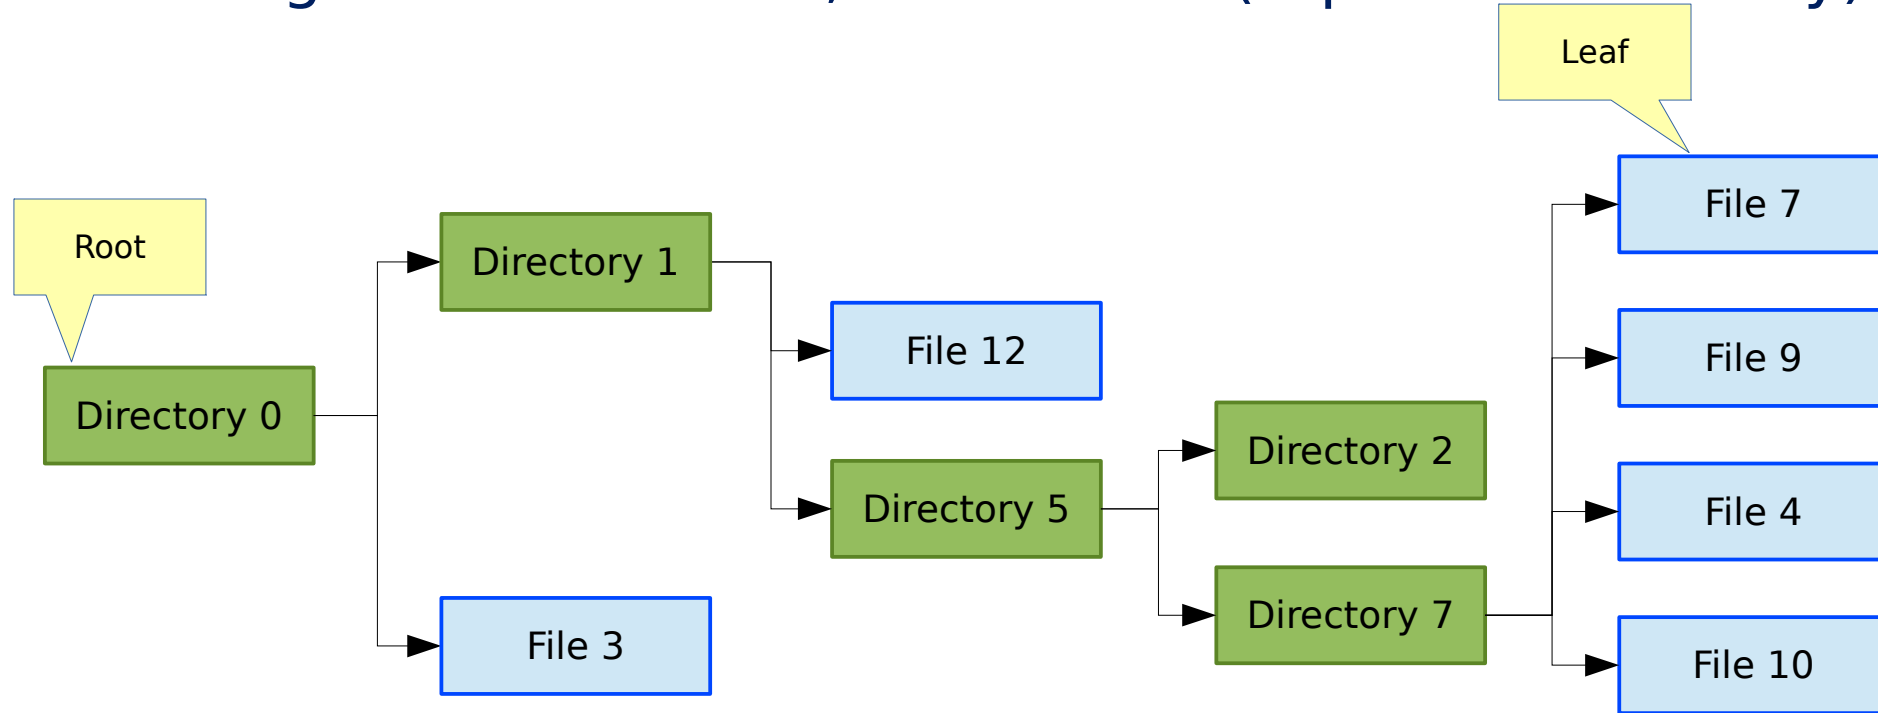 Leaf
Root
File 7
Directory 1
File 12
File 9
Directory 0
Directory 2
Directory 5
File 4
Directory 7
File 3
File 10